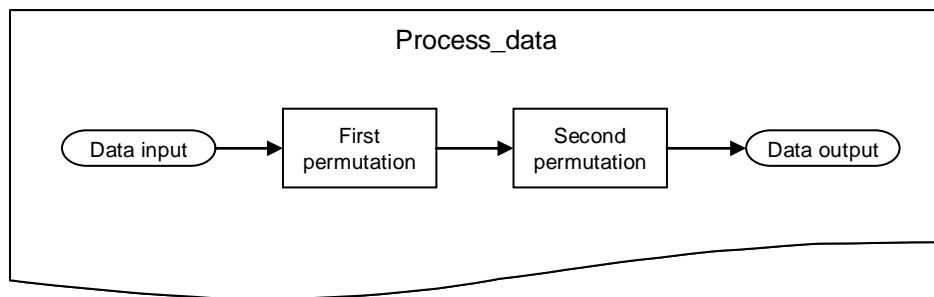 Process_data
Data input
First
permutation
Second
permutation
Data output